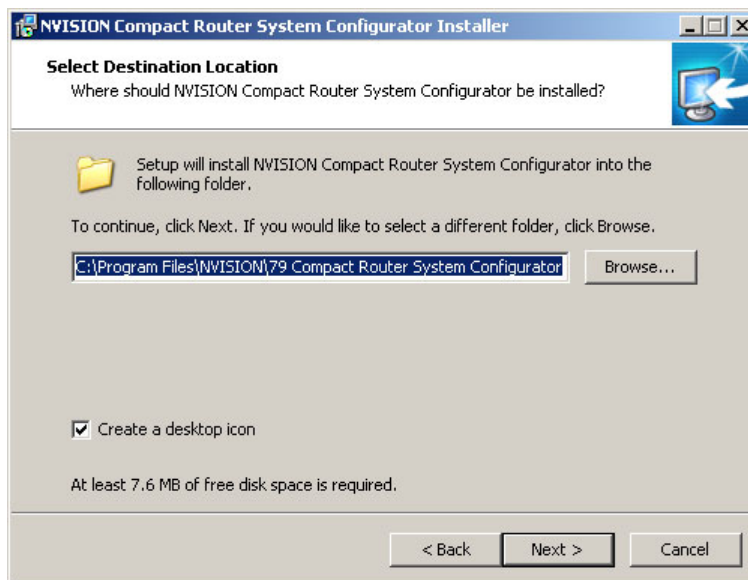 NVISION Compact Router System Configurator Installer
Select Destination Location
Where should NVISION Compact Router System Configurator be installed?
Setup will install NVISION Compact Router System Configurator into the
following folder.
To continue, click Next. If you would like to select a different folder, click Browse.
C:\Program Files\NVISION\79 Compact Router System Configurator
Browse...
Create a desktop icon
At least 7.6 MB of free disk space is required.
< Back
Next >
Cancel